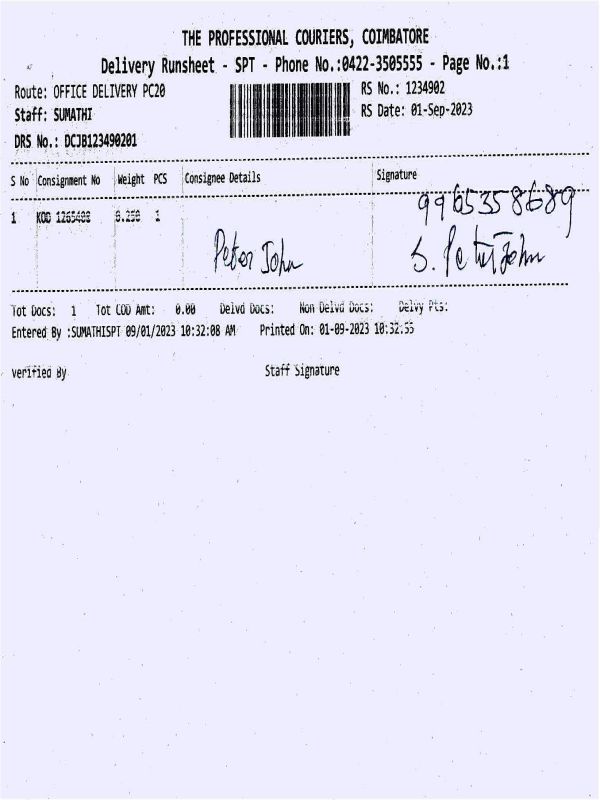 THE PROFESSIONAL COURIERS, COIMBATORE
Delivery Runsheet - SPT - Phone No.:0422-3505555 - Page No.:1
Route: OFFICE DELIVERY PC20
RS No.: 1234902
Staff: SUMATHI
RS Date: 01-Sep-2023
DRS No.: DCJB123490201
S No Consignment No Weight PCS Consignee Details Signature
9965358689
1 KOD 0.250 1
Peter John S. Peter John
Tot Docs: 1 Tot COD Amt: 0.00 Delvd Docs: Non Delvd Docs: Delvy Pts:
Entered By :SUMATHISPT 09/01/2023 10:32:08 AM Printed On: 01-09-2023 10:32:55
verified By Staff Signature